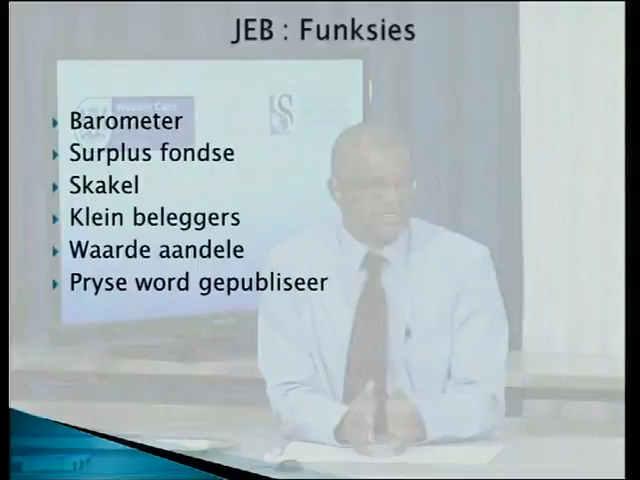 JEB : Funksies
Barometer
Surplus fondse
Skakel
Klein beleggers
Waarde aandele
Pryse word gepubliseer